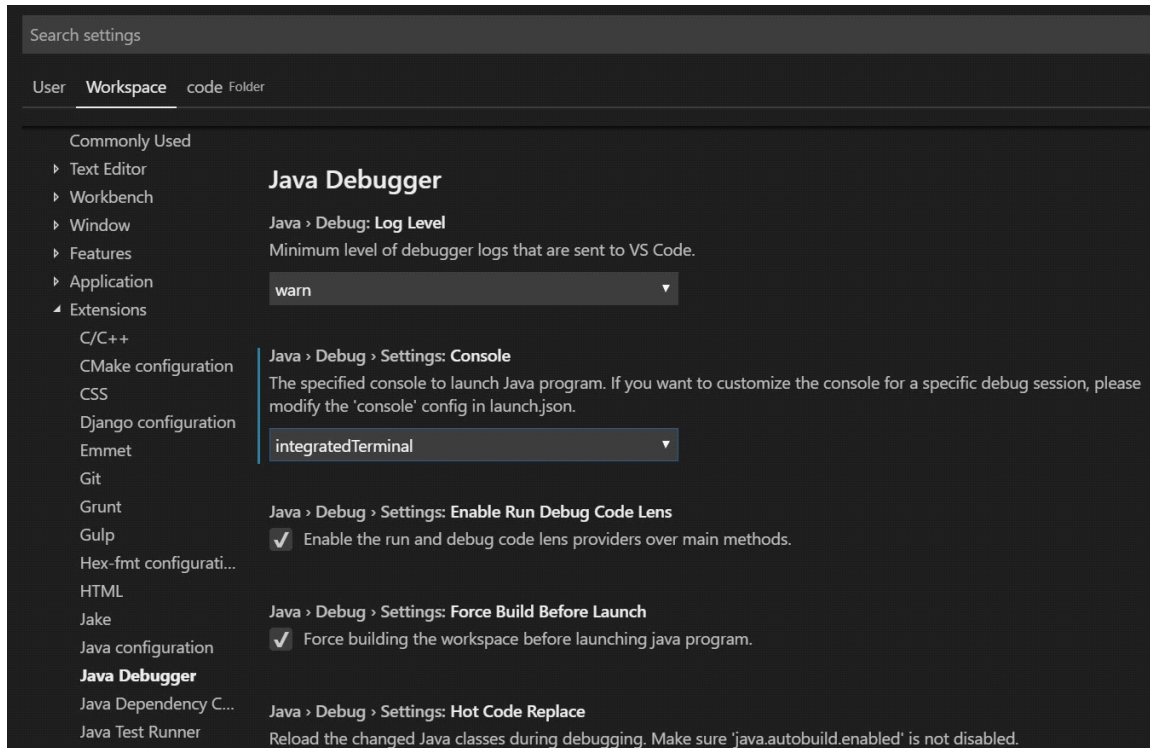 Search settings
User Workspace code Folder
Commonly Used
Text Editor
Workbench
Window
Features
Application
Extensions
C/C++
CMake configuration
CSS
Django configuration
Emmet
Git
Grunt
Gulp
Hex-fmt configurati...
HTML
Jake
Java configuration
Java Debugger
Java Dependency C...
Java Test Runner
Java Debugger
Java › Debug: Log Level
Minimum level of debugger logs that are sent to VS Code.
warn
Java › Debug › Settings: Console
The specified console to launch Java program. If you want to customize the console for a specific debug session, please
modify the 'console' config in launch.json.
integratedTerminal
Java › Debug › Settings: Enable Run Debug Code Lens
Enable the run and debug code lens providers over main methods.
Java › Debug › Settings: Force Build Before Launch
Force building the workspace before launching java program.
Java › Debug › Settings: Hot Code Replace
Reload the changed Java classes during debugging. Make sure 'java.autobuild.enabled' is not disabled.